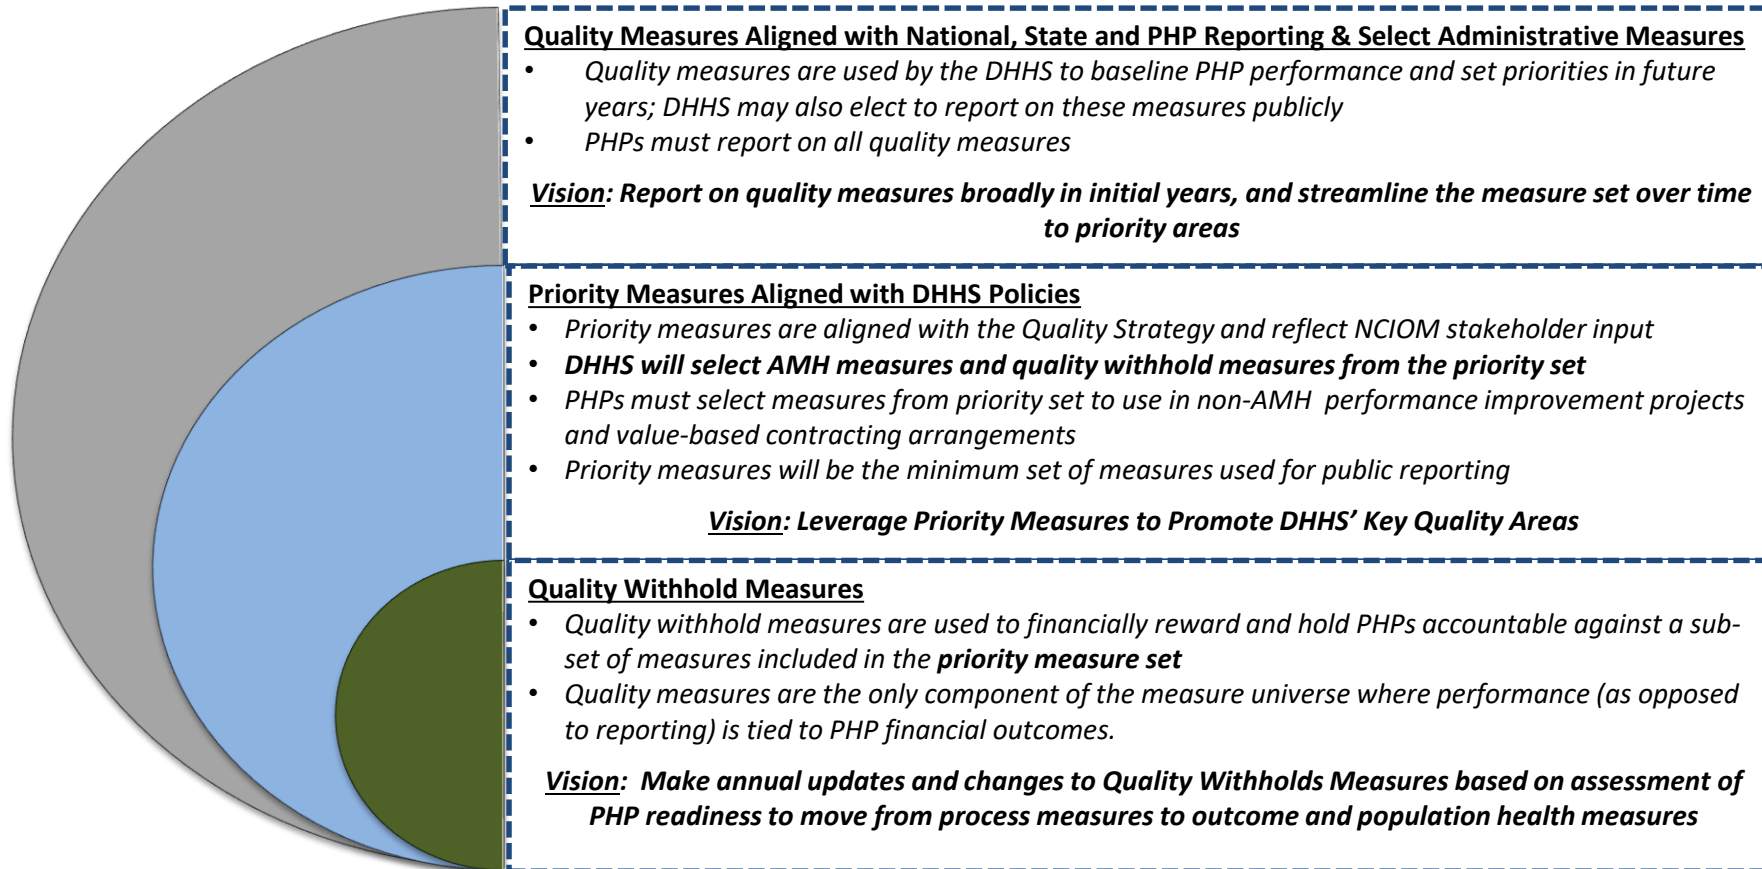 Quality Measures Aligned with National, State and PHP Reporting & Select Administrative Measures
• Quality measures are used by the DHHS to baseline PHP performance and set priorities in future
years; DHHS may also elect to report on these measures publicly
• PHPs must report on all quality measures
Vision: Report on quality measures broadly in initial years, and streamline the measure set over time
to priority areas
Priority Measures Aligned with DHHS Policies
• Priority measures are aligned with the Quality Strategy and reflect NCIOM stakeholder input
• DHHS will select AMH measures and quality withhold measures from the priority set
• PHPs must select measures from priority set to use in non-AMH performance improvement projects
and value-based contracting arrangements
• Priority measures will be the minimum set of measures used for public reporting
Vision: Leverage Priority Measures to Promote DHHS’ Key Quality Areas
Quality Withhold Measures
• Quality withhold measures are used to financially reward and hold PHPs accountable against a sub-
set of measures included in the priority measure set
• Quality measures are the only component of the measure universe where performance (as opposed
to reporting) is tied to PHP financial outcomes.
Vision: Make annual updates and changes to Quality Withholds Measures based on assessment of
PHP readiness to move from process measures to outcome and population health measures